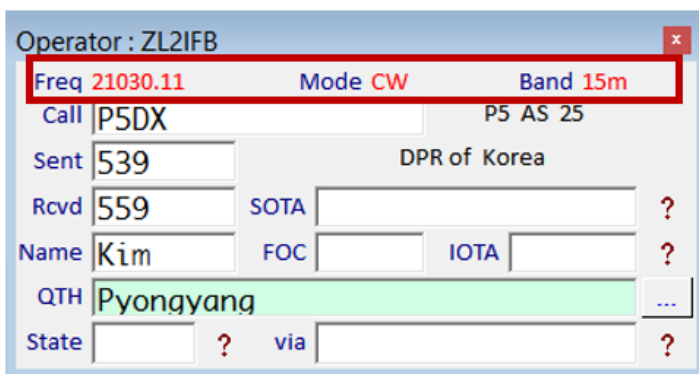 Operator : ZL2IFB x
Freq 21030.11 Mode CW Band 15m
Call P5DX P5 AS 25
Sent 539 DPR of Korea
Rcvd 559 SOTA ?
Name Kim FOC IOTA ?
QTH Pyongyang ...
State ? via ?